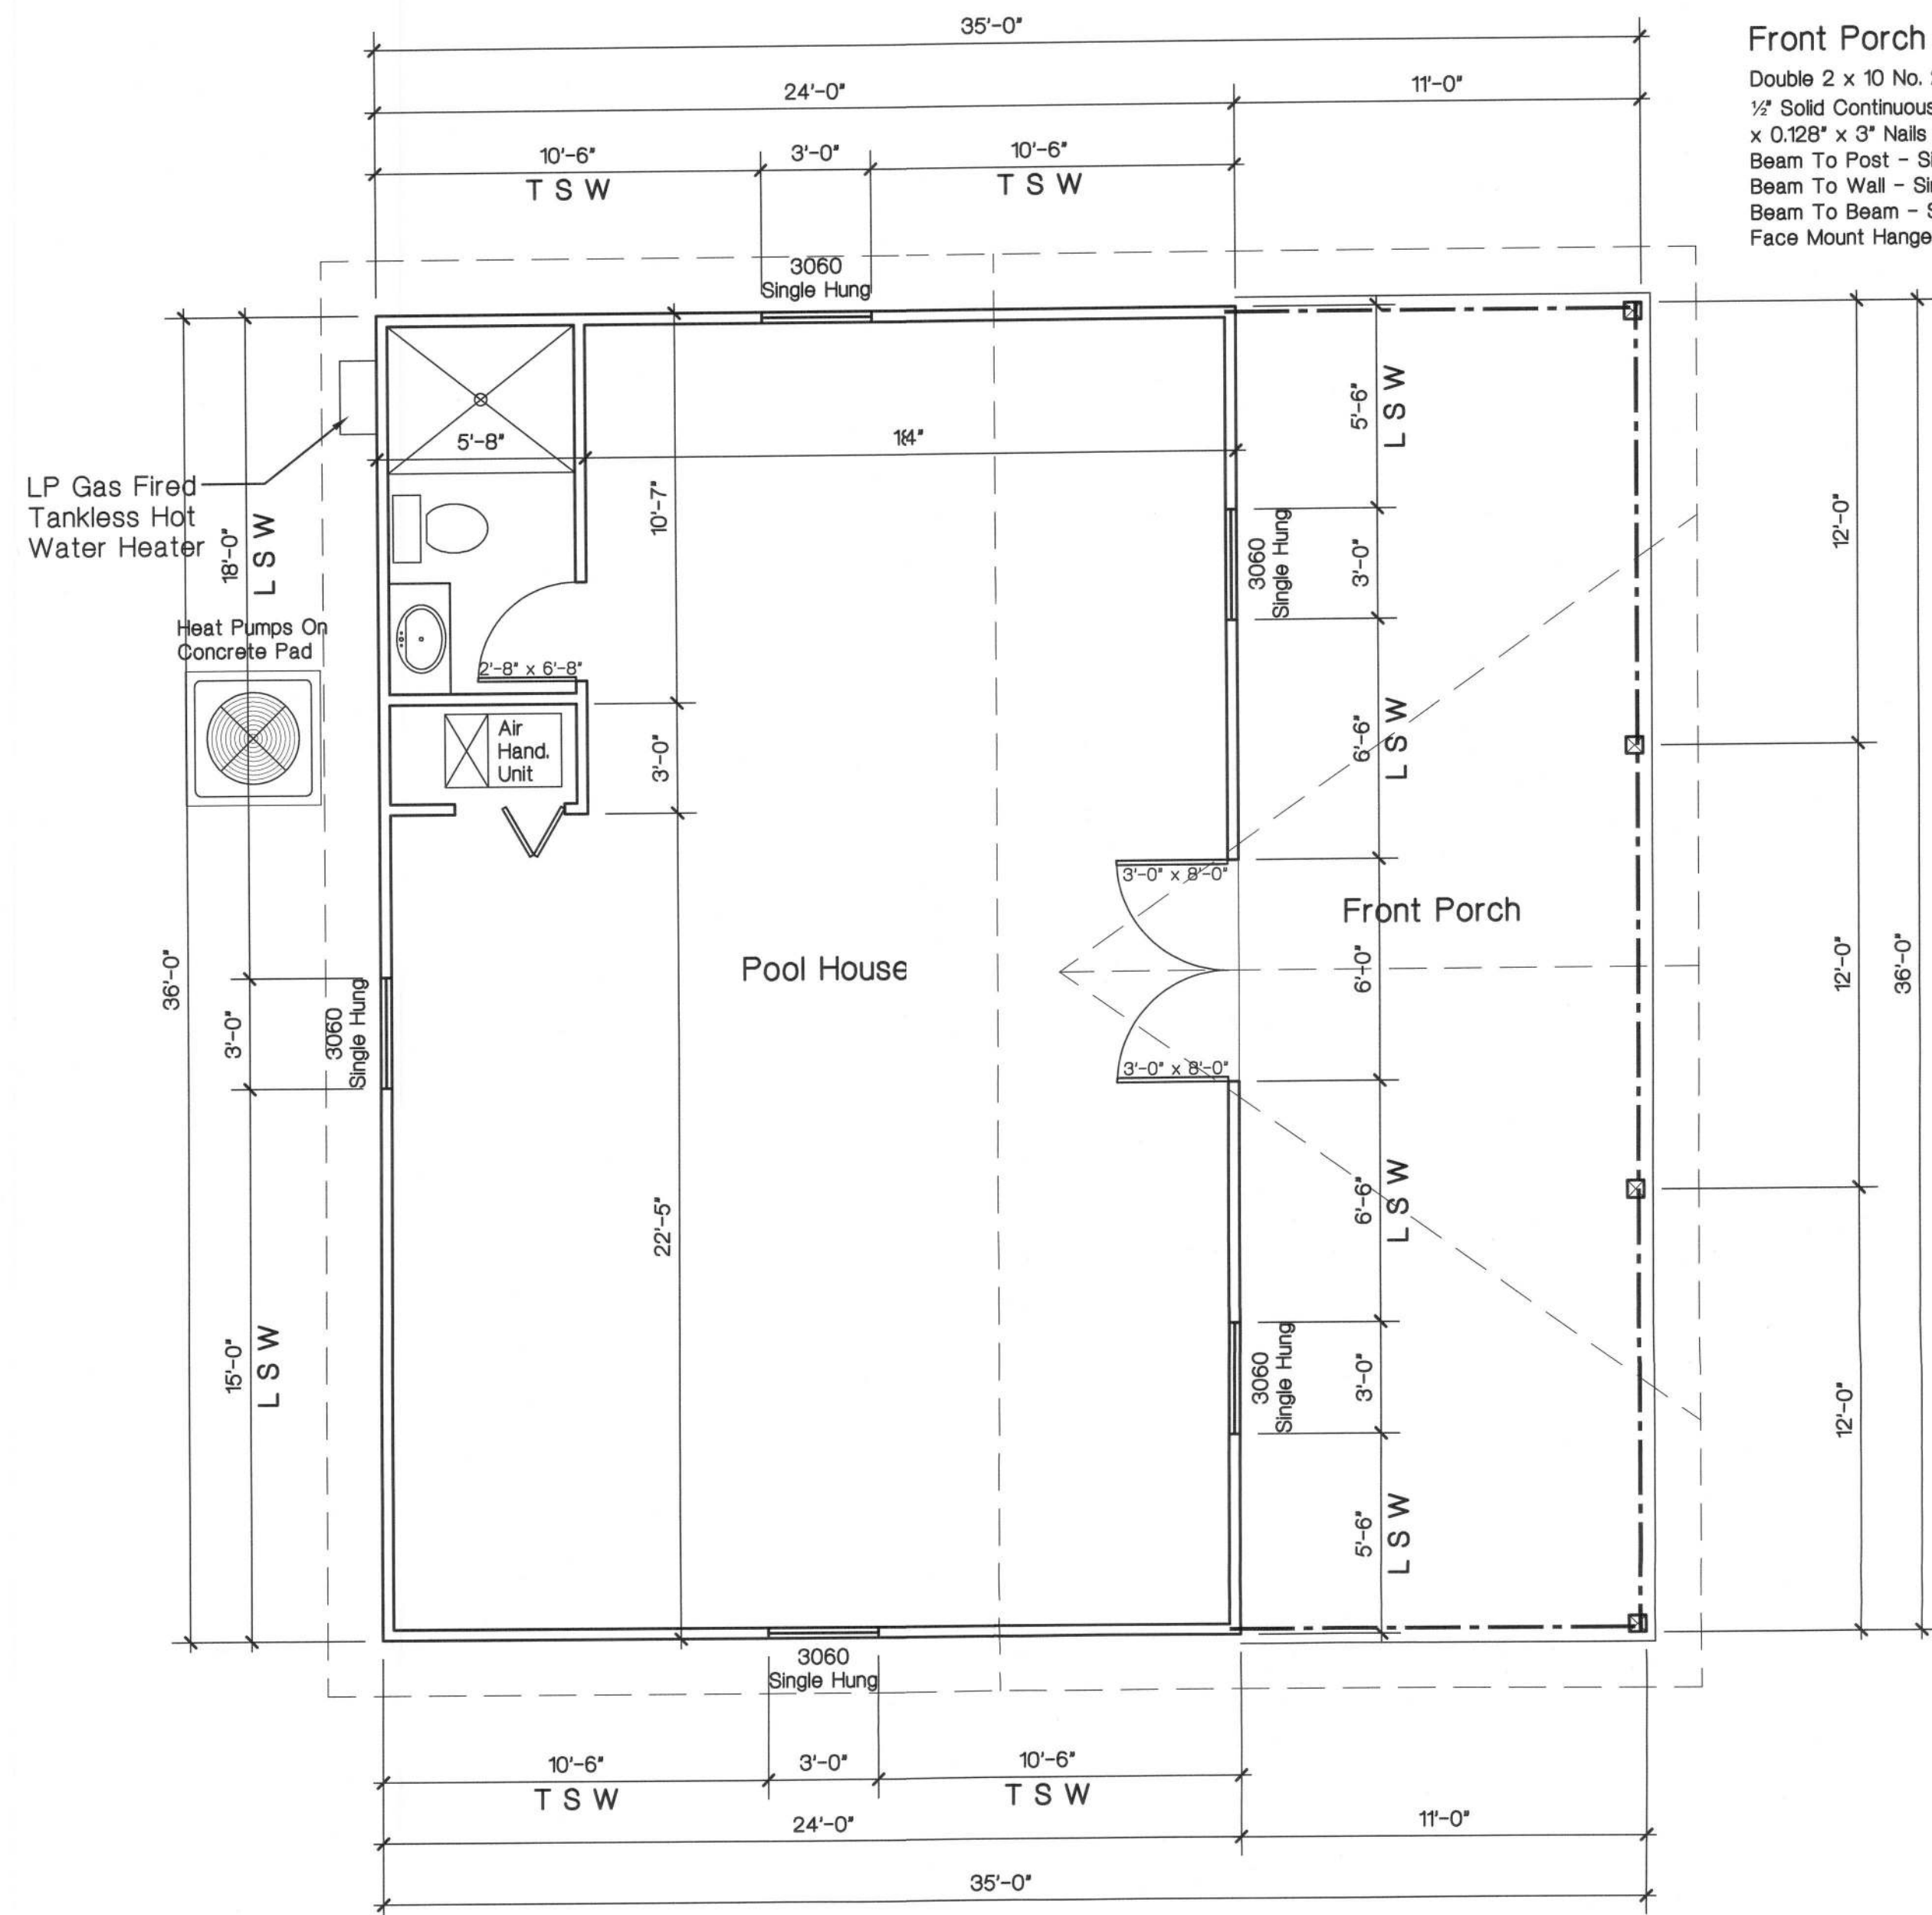 35'-0"
24'-0"
11'-0"
10'-6"
3'-0"
10'-6"
T S W
T S W
Front Porch
Double 2 x 10 No.
½" Solid Continuous
x 0.128" x 3" Nails
Beam To Post -
Beam To Wall -
Beam To Beam -
Face Mount
3060
Single Hung
LP Gas Fired
Tankless Hot
Water Heater
18'-0"
L S W
Heat Pumps On
Concrete Pad
36'-0"
3'-0"
3060
Single Hung
15'-0"
L S W
5'-8"
10'-7"
2'-8" x 6'-8"
Air
Hand.
Unit
3'-0"
22'-5"
Pool House
3'-0" x 8'-0"
3'-0" x 8'-0"
Front Porch
5'-6"
L S W
3060
Single Hung
3'-0"
6'-6"
L S W
6'-0"
6'-6"
L S W
3060
Single Hung
3'-0"
5'-6"
L S W
12'-0"
12'-0"
36'-0"
12'-0"
3060
Single Hung
10'-6"
3'-0"
10'-6"
T S W
T S W
24'-0"
11'-0"
35'-0"